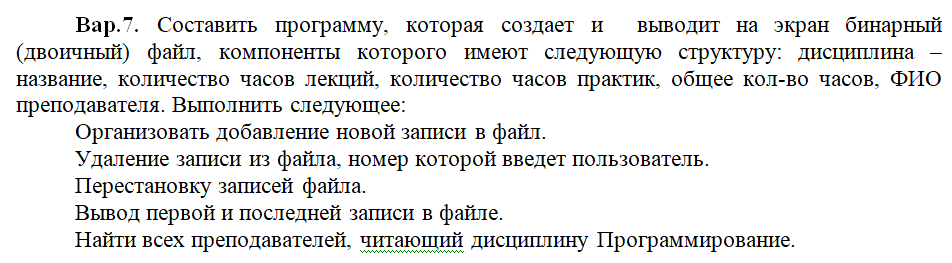 Вар.7. Составить программу, которая создает и выводит на экран бинарный
(двоичный) файл, компоненты которого имеют следующую структуру: дисциплина –
название, количество часов лекций, количество часов практик, общее кол-во часов, ФИО
преподавателя. Выполнить следующее:
Организовать добавление новой записи в файл.
Удаление записи из файла, номер которой введет пользователь.
Перестановку записей файла.
Вывод первой и последней записи в файле.
Найти всех преподавателей, читающий дисциплину Программирование.